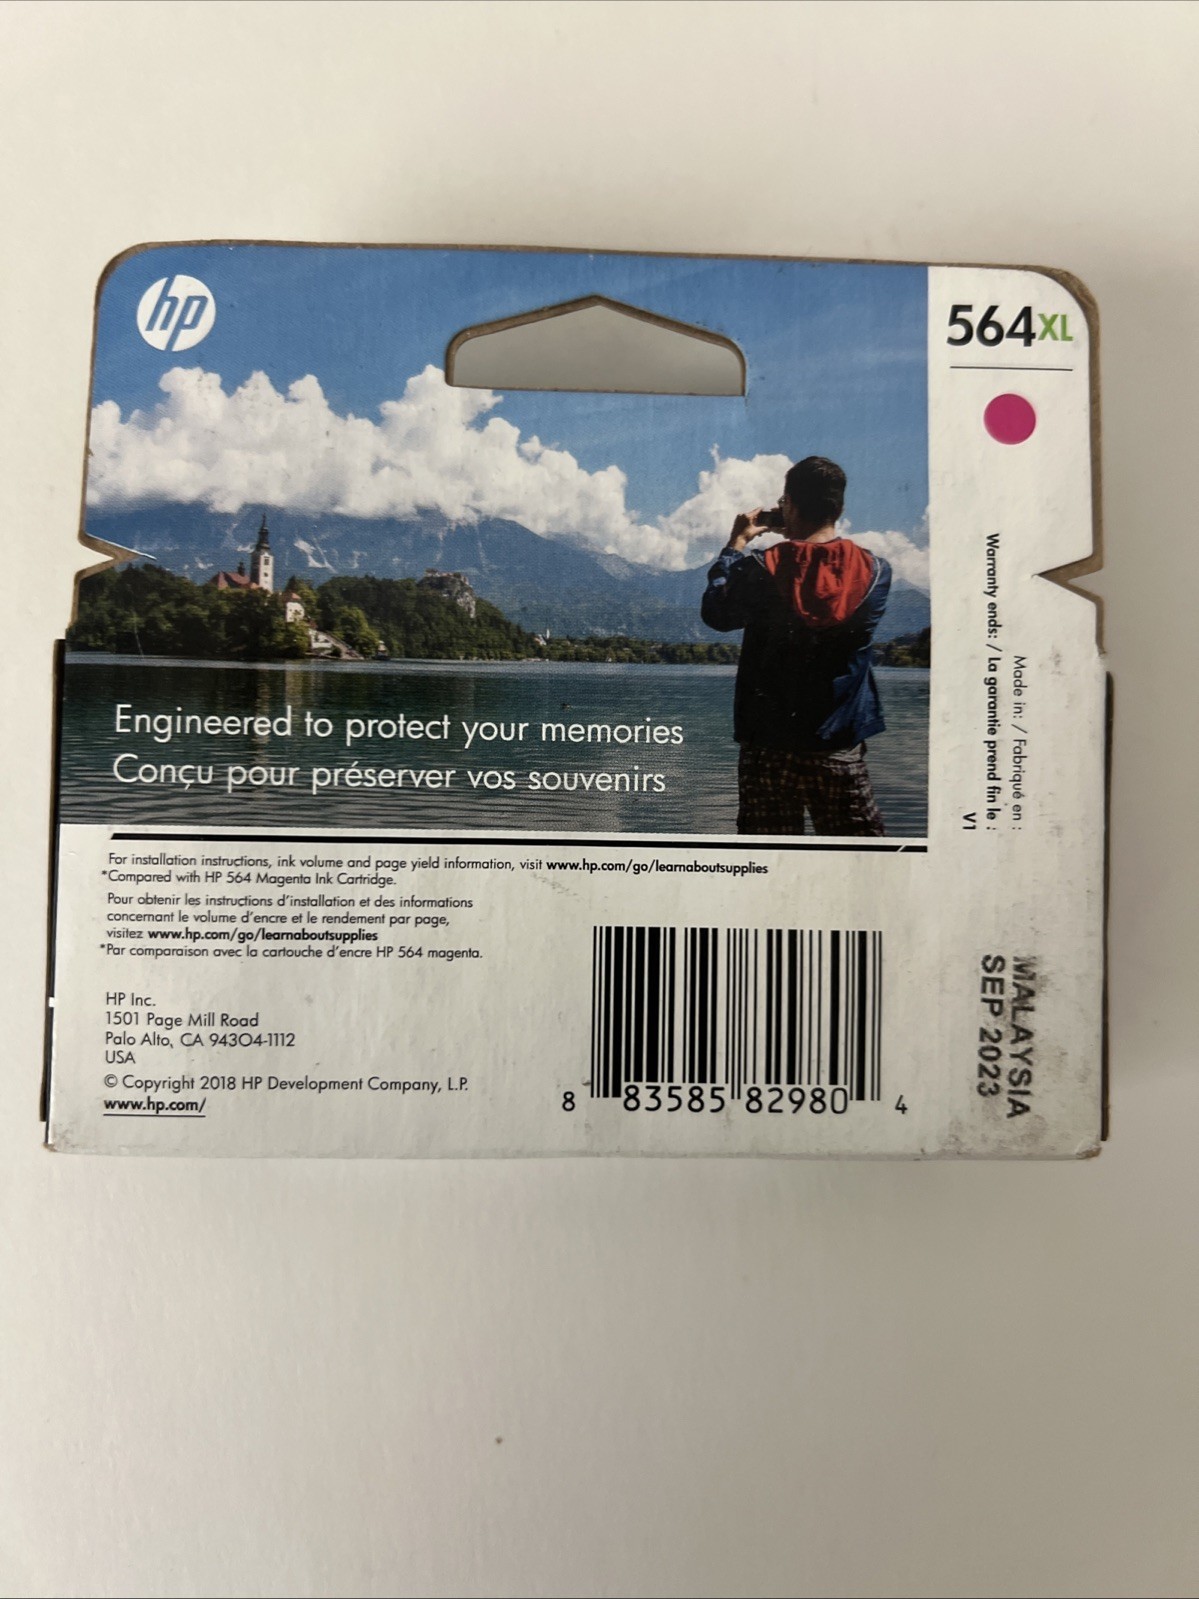 hp
564XL
Engineered to protect your memories
Conçu pour préserver vos souvenirs
For installation instructions, ink volume and page yield information, visit www.hp.com/go/learnaboutsupplies
*Compared with HP 564 Magenta Ink Cartridge.
Pour obtenir les instructions d'installation et des informations
concernant le volume d'encre et le rendement par page,
visitez www.hp.com/go/learnaboutsupplies
*Par comparaison avec la cartouche d'encre HP 564 magenta.
HP Inc.
1501 Page Mill Road
Palo Alto, CA 94304-1112
USA
© Copyright 2018 HP Development Company, L.P.
www.hp.com/
8 83585 82980 4
Made in: / Fabriqué en :
Warranty ends: / La garantie prend fin le :
V1
MALAYSIA
SEP 2023